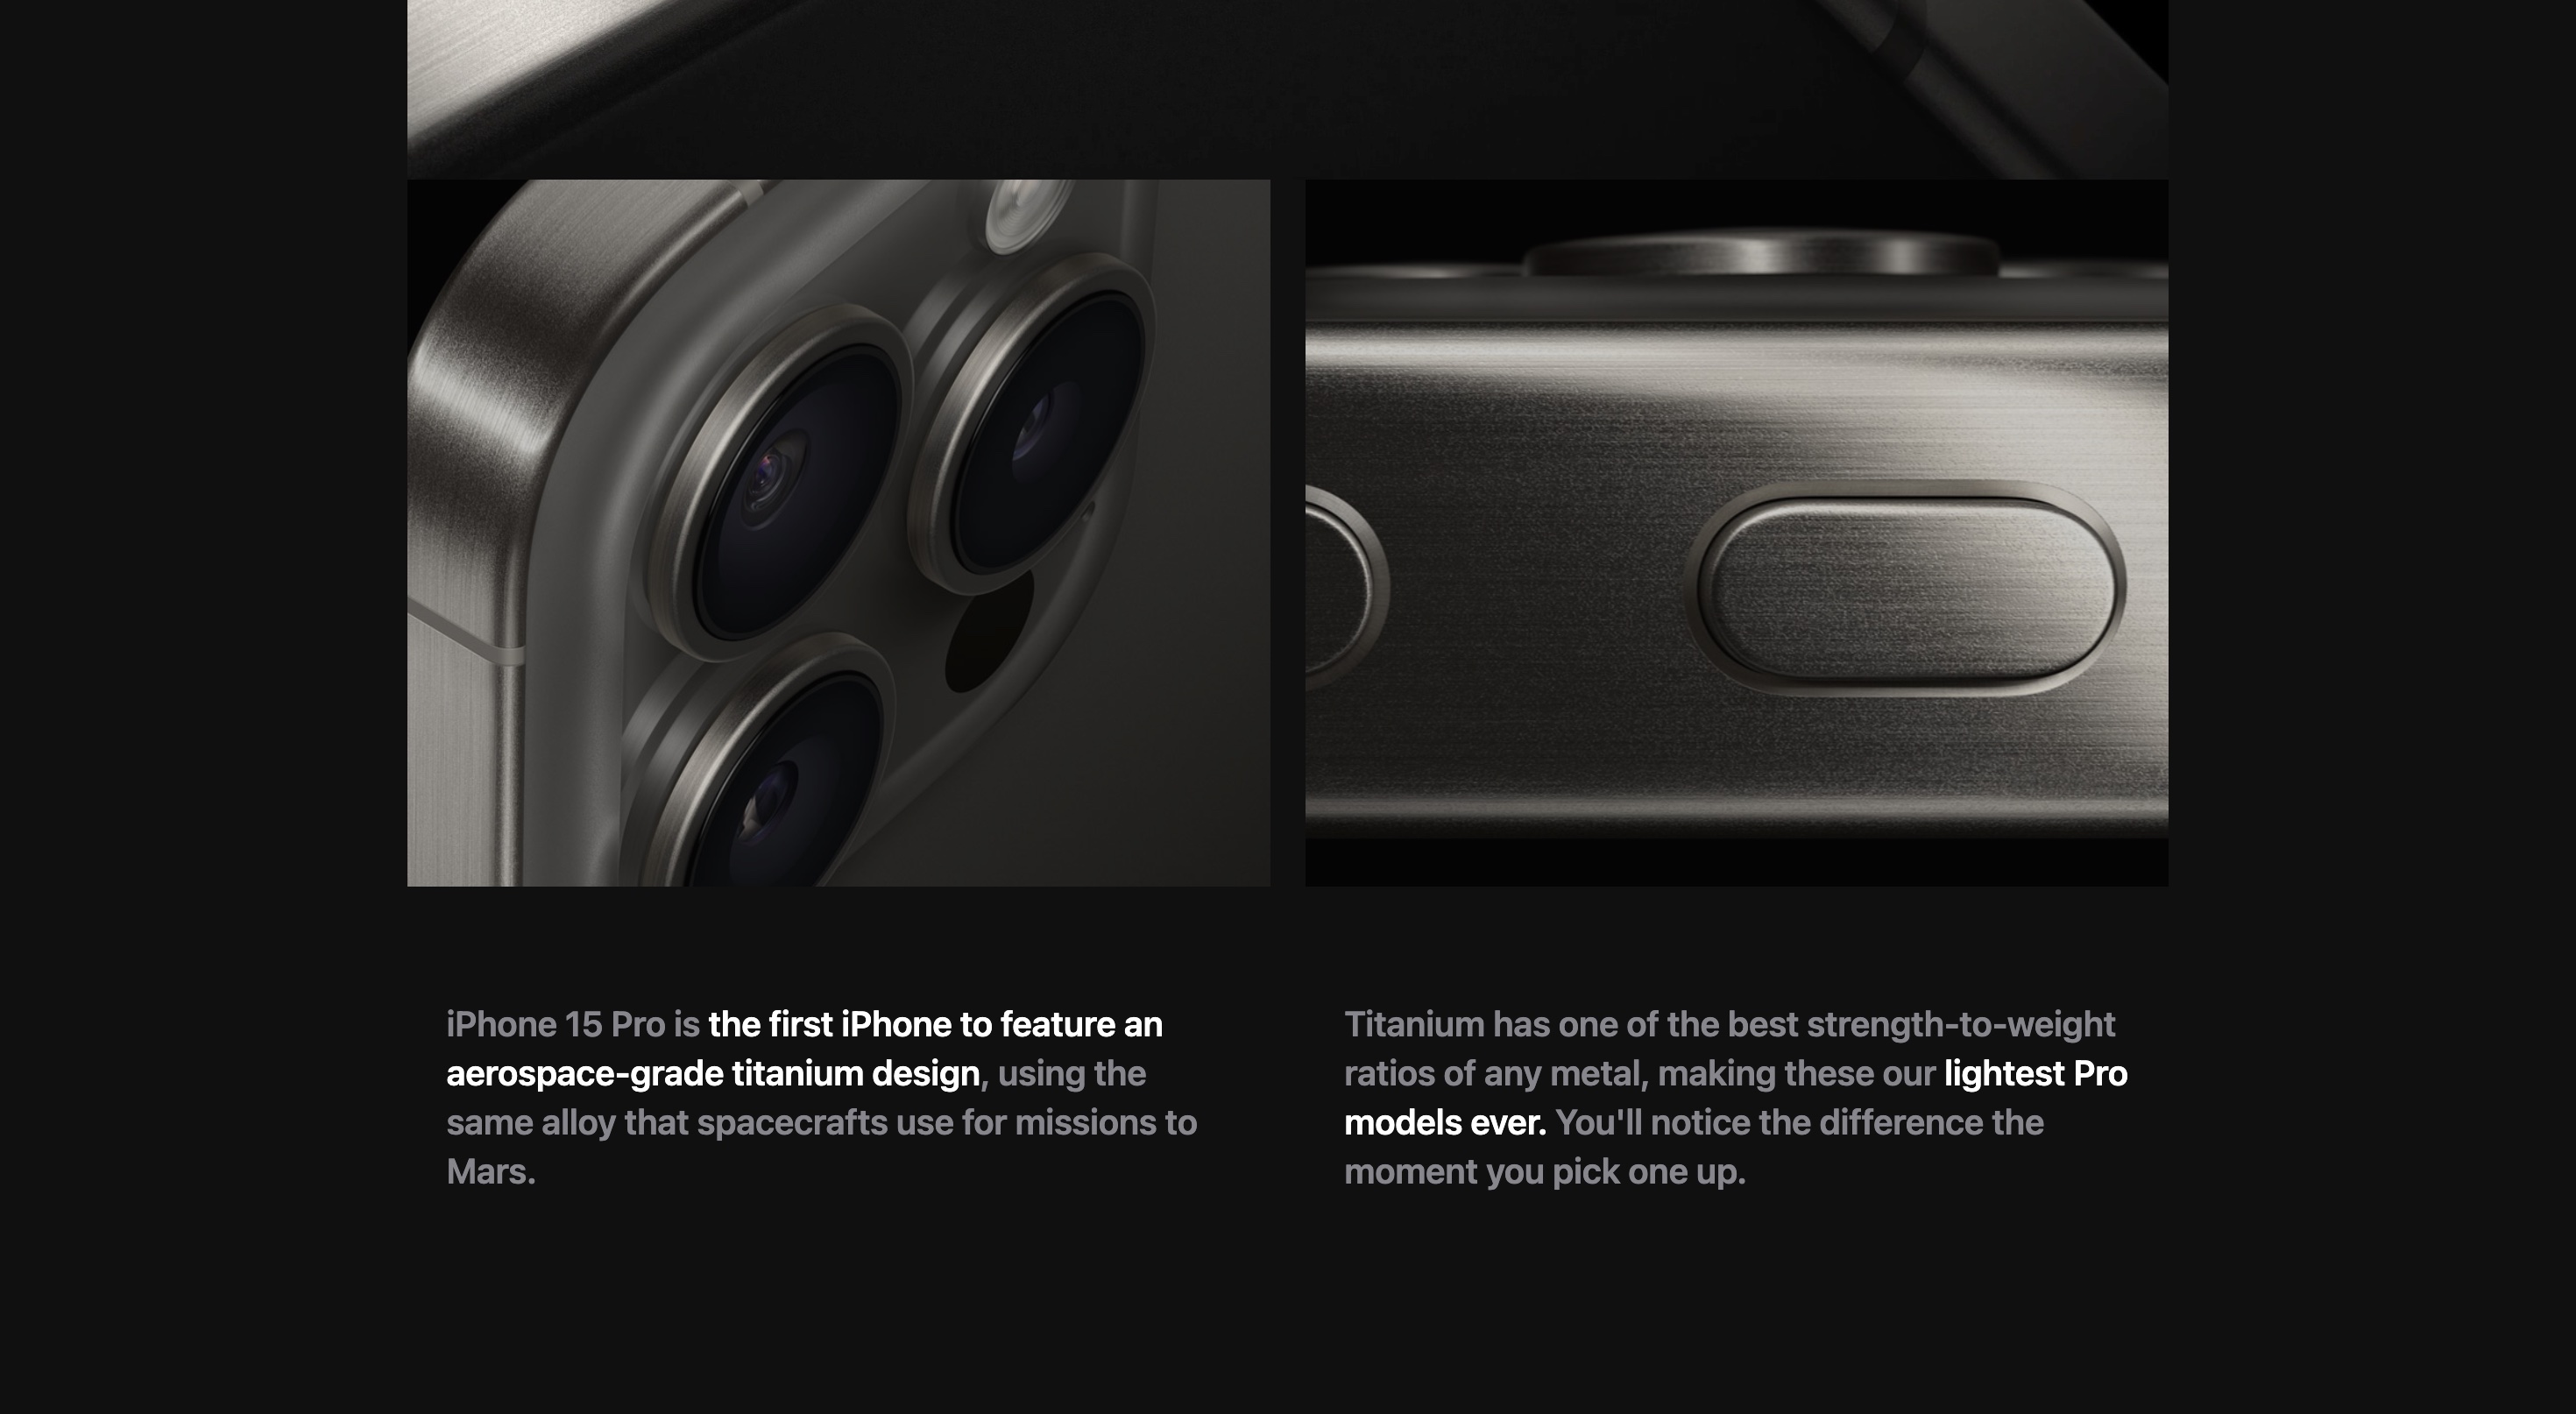 iPhone 15 Pro is the first iPhone to feature an
aerospace-grade titanium design, using the
same alloy that spacecrafts use for missions to
Mars.
Titanium has one of the best strength-to-weight
ratios of any metal, making these our lightest Pro
models ever. You'll notice the difference the
moment you pick one up.